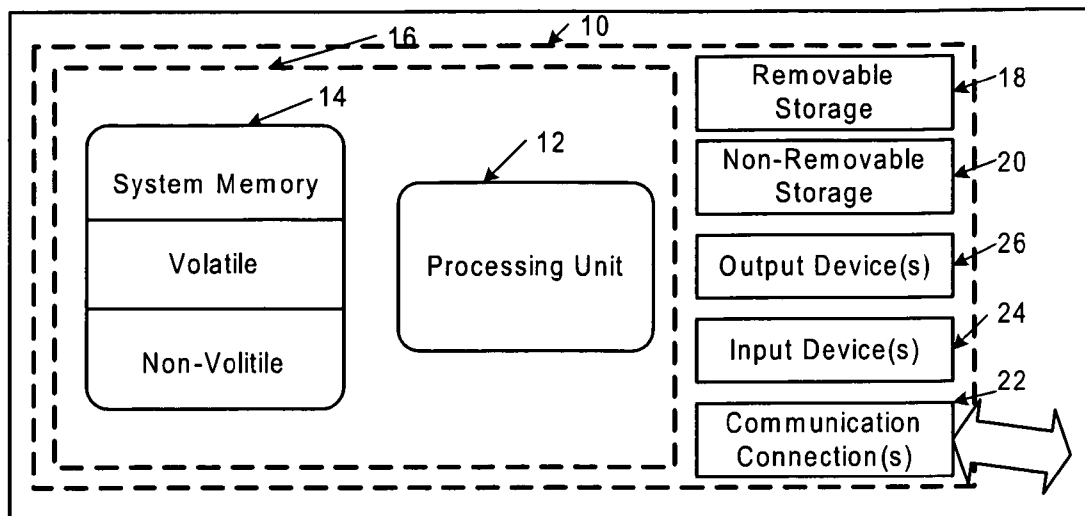 10
16
14
System Memory
Volatile
Non-Volitile
12
Processing Unit
Removable
Storage
18
Non-Removable
Storage
20
Output Device(s)
26
Input Device(s)
24
Communication
Connection(s)
22